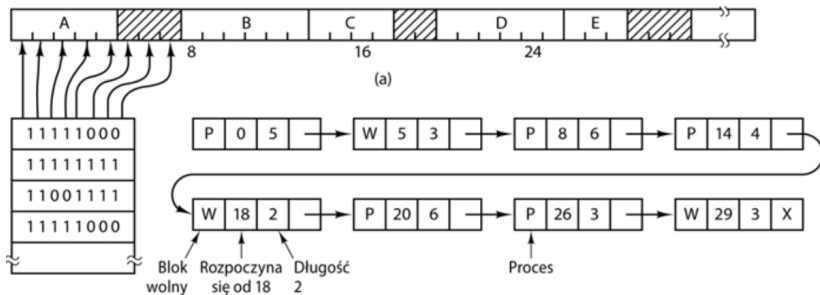 A B C D E
8 16 24
(a)
11111000
11111111
11001111
11111000
P 0 5
W 5 3
P 8 6
P 14 4
W 18 2
P 20 6
P 26 3
W 29 3 X
Blok
wolny
Rozpoczyna
się od 18
Długość
2
Proces